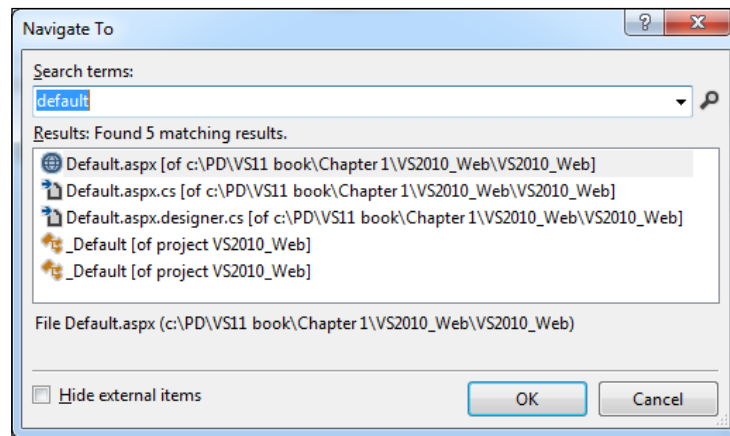 Navigate To
Search terms:
default
Results: Found 5 matching results.
Default.aspx [of c:\PD\VS11 book\Chapter 1\VS2010_Web\VS2010_Web]
Default.aspx.cs [of c:\PD\VS11 book\Chapter 1\VS2010_Web\VS2010_Web]
Default.aspx.designer.cs [of c:\PD\VS11 book\Chapter 1\VS2010_Web\VS2010_Web]
_Default [of project VS2010_Web]
_Default [of project VS2010_Web]
File Default.aspx (c:\PD\VS11 book\Chapter 1\VS2010_Web\VS2010_Web)
Hide external items
OK Cancel